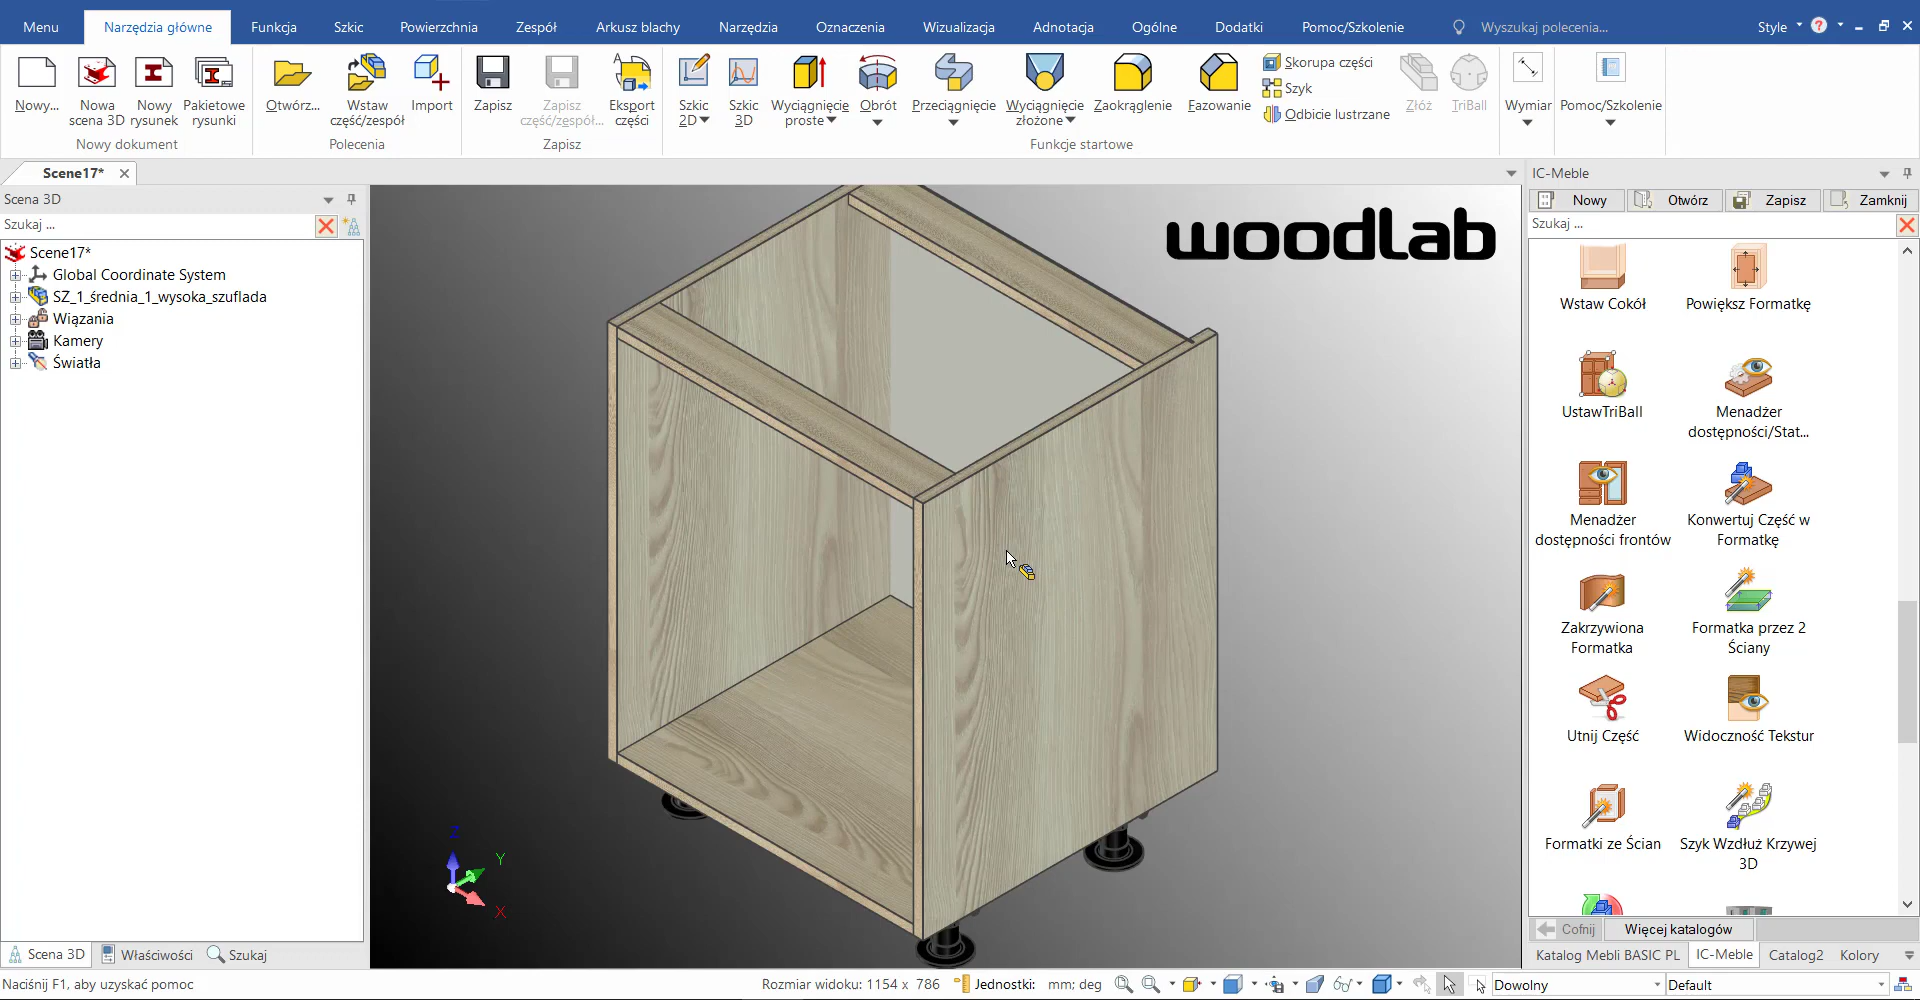 Menu
Narzędzia główne
Funkcja
Szkic
Powierzchnia
Zespół
Arkusz blachy
Narzędzia
Oznaczenia
Wizualizacja
Adnotacja
Ogólne
Dodatki
Pomoc/Szkolenie
Wyszukaj polecenia...
Style
Nowy...
Nowa scena 3D
Nowy rysunek
Pakietowe rysunki
Nowy dokument
Otwórz...
Wstaw część/zespół
Import
Polecenia
Zapisz
Zapisz część/zespół...
Eksport części
Zapisz
Szkic 2D
Szkic 3D
Wyciągnięcie proste
Obrót
Przeciągnięcie
Wyciągnięcie złożone
Zaokrąglenie
Fazowanie
Skorupa części
Szyk
Odbicie lustrzane
Złóż
TriBall
Funkcje startowe
Wymiar
Pomoc/Szkolenie
Scene17*
Scena 3D
Szukaj ...
Scene17*
Global Coordinate System
SZ_1_średnia_1_wysoka_szuflada
Wiązania
Kamery
Światła
woodlab
Z
Y
X
IC-Meble
Nowy
Otwórz
Zapisz
Zamknij
Szukaj ...
Wstaw Cokół
Powiększ Formatkę
UstawTriBall
Menadżer dostępności/Stat...
Menadżer dostępności frontów
Konwertuj Część w Formatkę
Zakrzywiona Formatka
Formatka przez 2 Ściany
Utnij Część
Widoczność Tekstur
Formatki ze Ścian
Szyk Wzdłuż Krzywej 3D
Cofnij
Więcej katalogów
Katalog Mebli BASIC PL
IC-Meble
Catalog2
Kolory
Scena 3D
Właściwości
Szukaj
Naciśnij F1, aby uzyskać pomoc
Rozmiar widoku: 1154 x 786
Jednostki: mm; deg
Dowolny
Default